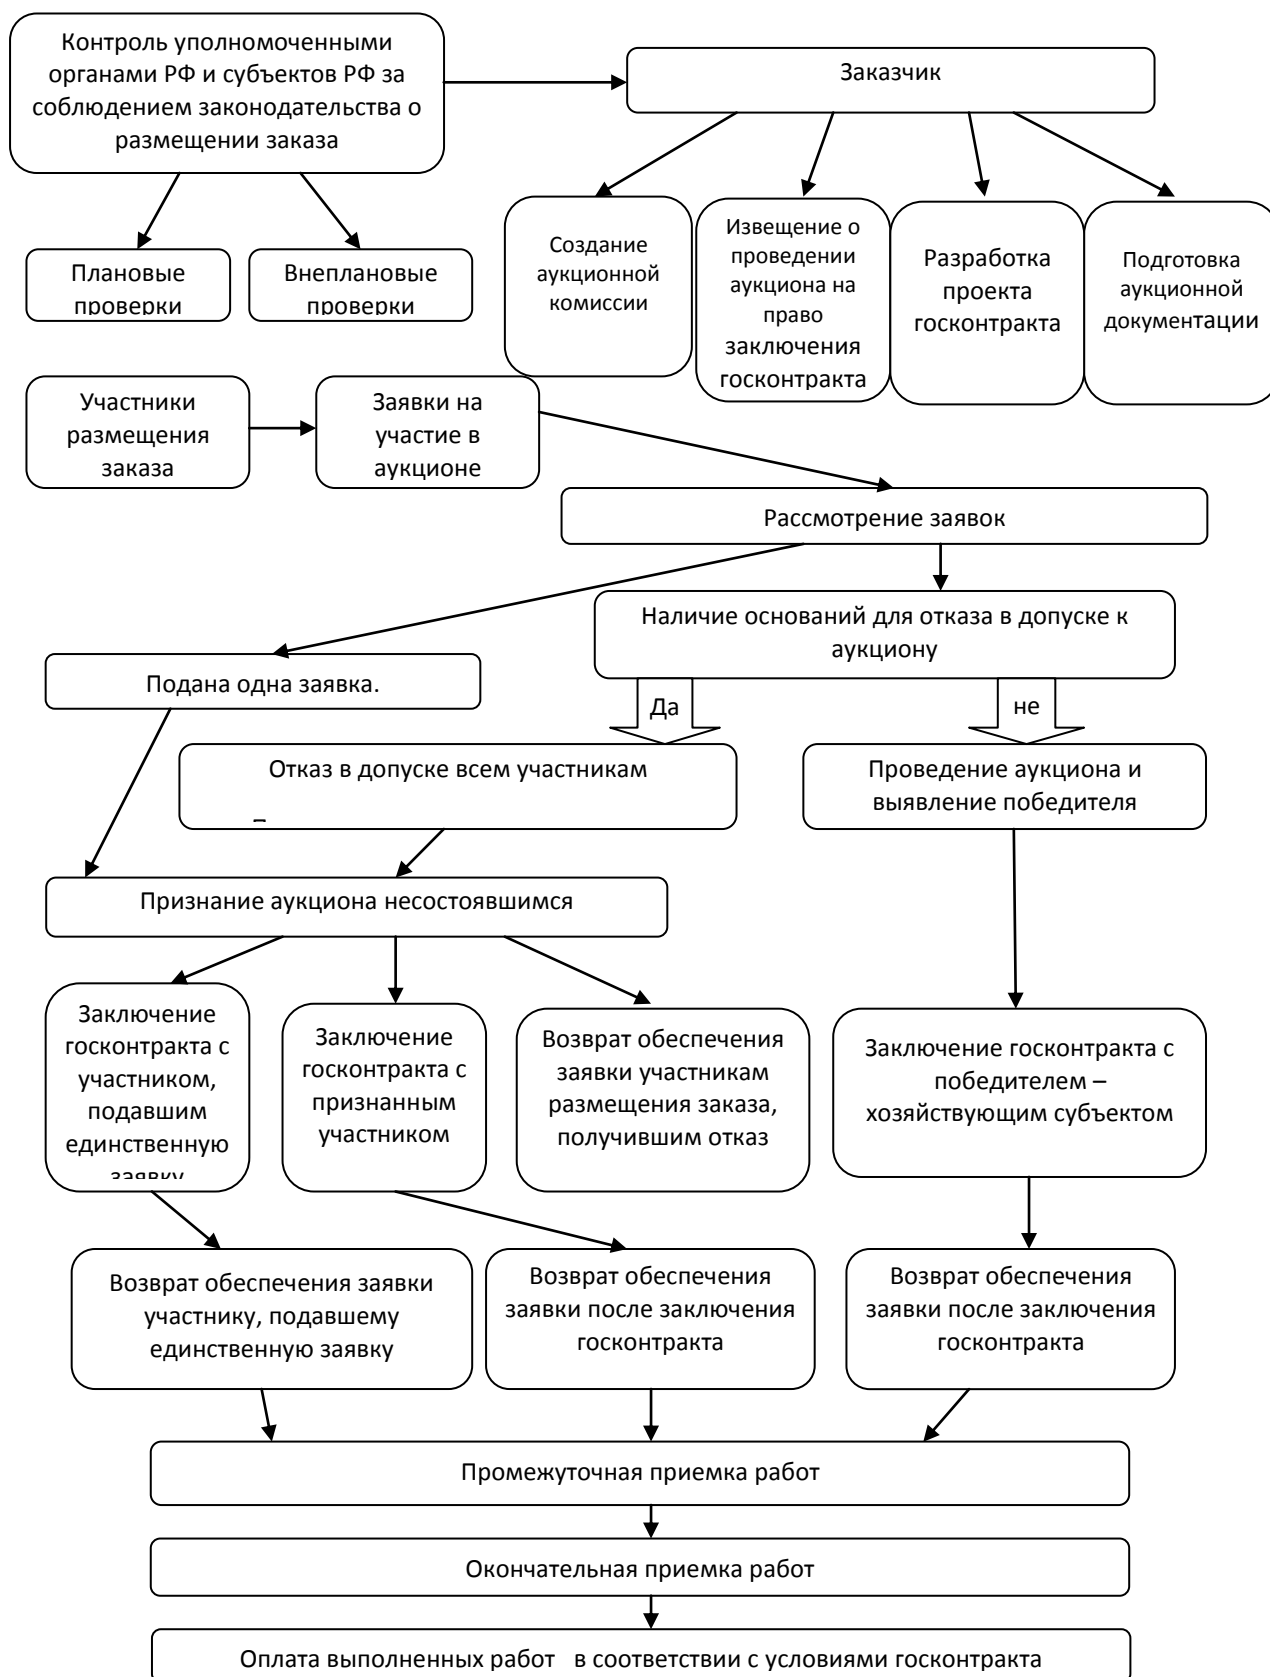 Контроль уполномоченными
органами РФ и субъектов РФ за
соблюдением законодательства о
размещении заказа
Заказчик
Плановые
проверки
Внеплановые
проверки
Создание
аукционной
комиссии
Извещение о
проведении
аукциона на
право
заключения
госконтракта
Разработка
проекта
госконтракта
Подготовка
аукционной
документации
Участники
размещения
заказа
Заявки на
участие в
аукционе
Рассмотрение заявок
Наличие оснований для отказа в допуске к
аукциону
Подана одна заявка.
Да
не
Отказ в допуске всем участникам
Проведение аукциона и
выявление победителя
Признание аукциона несостоявшимся
Заключение
госконтракта с
участником,
подавшим
единственную
заявку
Заключение
госконтракта с
признанным
участником
Возврат обеспечения
заявки участникам
размещения заказа,
получившим отказ
Заключение госконтракта с
победителем –
хозяйствующим субъектом
Возврат обеспечения заявки
участнику, подавшему
единственную заявку
Возврат обеспечения
заявки после заключения
госконтракта
Возврат обеспечения
заявки после заключения
госконтракта
Промежуточная приемка работ
Окончательная приемка работ
Оплата выполненных работ в соответствии с условиями госконтракта